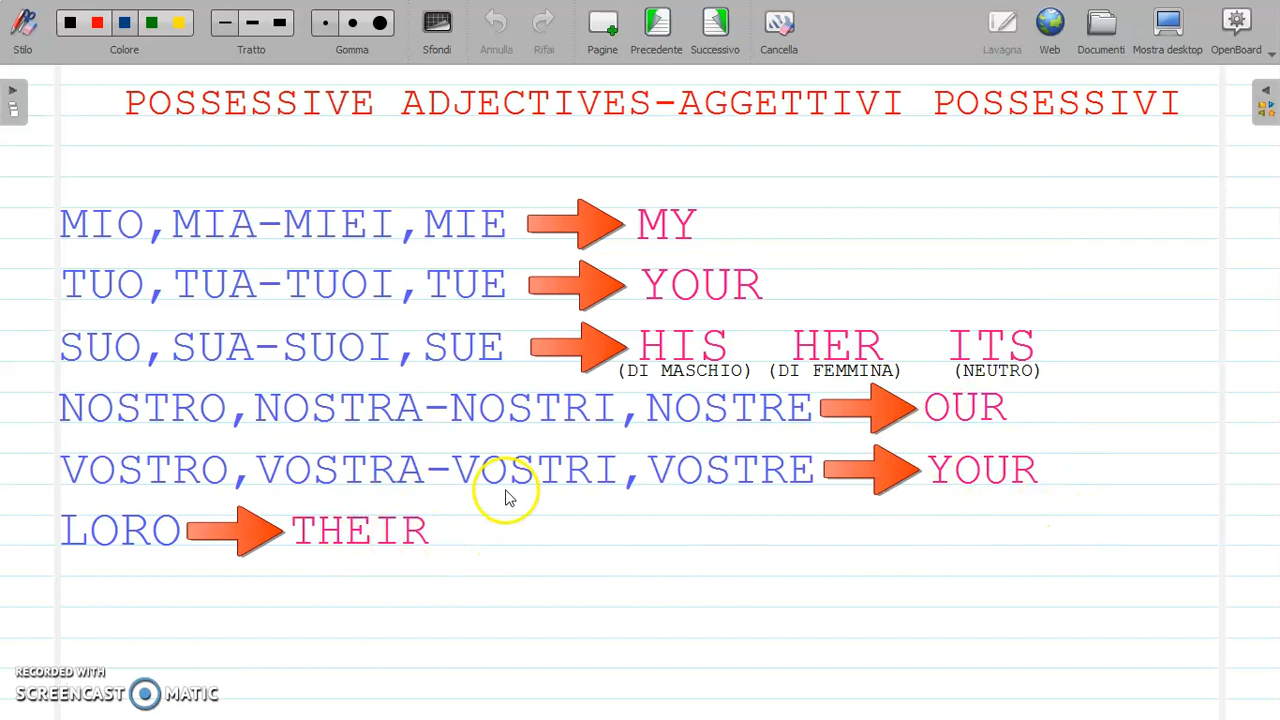 Stilo Colore Tratto Gomma Sfondi Annulla Rifai Pagine Precedente Successivo Cancella Lavagna Web Documenti Mostra desktop OpenBoard
POSSESSIVE ADJECTIVES-AGGETTIVI POSSESSIVI
MIO,MIA-MIEI,MIE MY
TUO,TUA-TUOI,TUE YOUR
SUO,SUA-SUOI,SUE HIS HER ITS
(DI MASCHIO) (DI FEMMINA) (NEUTRO)
NOSTRO,NOSTRA-NOSTRI,NOSTRE OUR
VOSTRO,VOSTRA-VOSTRI,VOSTRE YOUR
LORO THEIR
RECORDED WITH
SCREENCAST MATIC